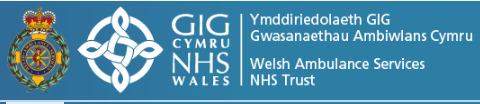 GIG
CYMRU
NHS
WALES
Ymddiriedolaeth GIG
Gwasanaethau Ambiwlans Cymru
Welsh Ambulance Services
NHS Trust